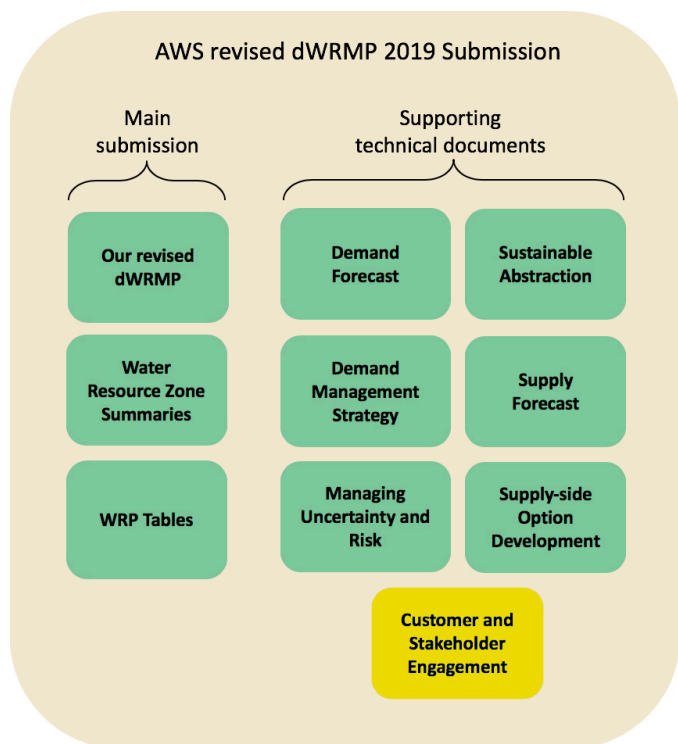 AWS revised dWRMP 2019 Submission
Main
submission
Supporting
technical documents
Our revised
dWRMP
Demand
Forecast
Sustainable
Abstraction
Water
Resource Zone
Summaries
Demand
Management
Strategy
Supply
Forecast
WRP Tables
Managing
Uncertainty and
Risk
Supply-side
Option
Development
Customer and
Stakeholder
Engagement